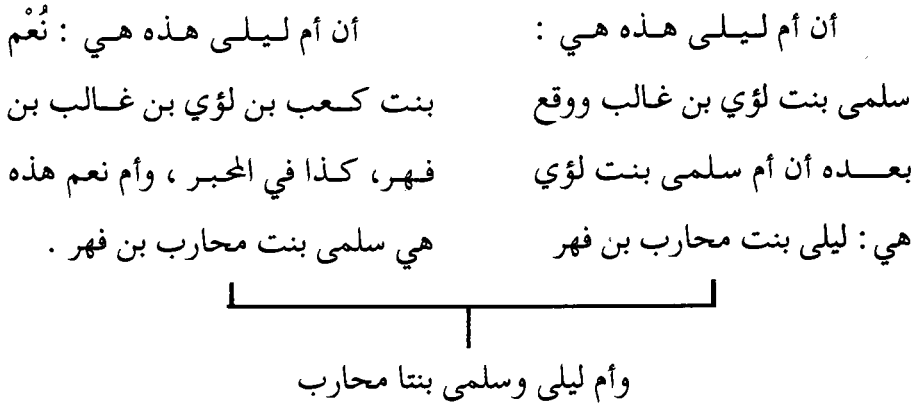 أن أم ليلى هذه هي :
سلمى بنت لؤي بن غالب ووقع
بعده أن أم سلمى بنت لؤي
هي : ليلى بنت محارب بن فهر
أن أم ليلى هذه هي : نُعْم
بنت كعب بن لؤي بن غالب بن
فهر، كذا في المحبر ، وأم نعم هذه
هي سلمى بنت محارب بن فهر .
وأم ليلى وسلمى بنتا محارب